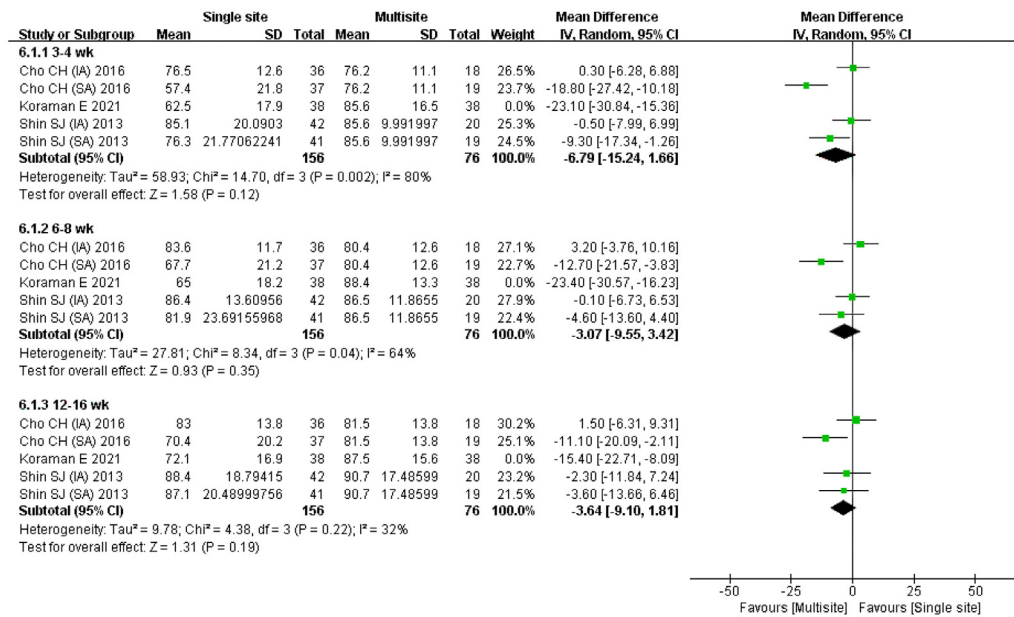 Single site Multisite Mean Difference Mean Difference
Study or Subgroup Mean SD Total Mean SD Total Weight IV, Random, 95% CI IV, Random, 95% CI
6.1.1 3-4 wk
Cho CH (IA) 2016 76.5 12.6 36 76.2 11.1 18 26.5% 0.30 [-6.28, 6.88]
Cho CH (SA) 2016 57.4 21.8 37 76.2 11.1 19 23.7% -18.80 [-27.42, -10.18]
Koraman E 2021 62.5 17.9 38 85.6 16.5 38 0.0% -23.10 [-30.84, -15.36]
Shin SJ (IA) 2013 85.1 20.0903 42 85.6 9.991997 20 25.3% -0.50 [-7.99, 6.99]
Shin SJ (SA) 2013 76.3 21.77062241 41 85.6 9.991997 19 24.5% -9.30 [-17.34, -1.26]
Subtotal (95% CI) 156 76 100.0% -6.79 [-15.24, 1.66]
Heterogeneity: Tau² = 58.93; Chi² = 14.70, df = 3 (P = 0.002); I² = 80%
Test for overall effect: Z = 1.58 (P = 0.12)
6.1.2 6-8 wk
Cho CH (IA) 2016 83.6 11.7 36 80.4 12.6 18 27.1% 3.20 [-3.76, 10.16]
Cho CH (SA) 2016 67.7 21.2 37 80.4 12.6 19 22.7% -12.70 [-21.57, -3.83]
Koraman E 2021 65 18.2 38 88.4 13.3 38 0.0% -23.40 [-30.57, -16.23]
Shin SJ (IA) 2013 86.4 13.60956 42 86.5 11.8655 20 27.9% -0.10 [-6.73, 6.53]
Shin SJ (SA) 2013 81.9 23.69155968 41 86.5 11.8655 19 22.4% -4.60 [-13.60, 4.40]
Subtotal (95% CI) 156 76 100.0% -3.07 [-9.55, 3.42]
Heterogeneity: Tau² = 27.81; Chi² = 8.34, df = 3 (P = 0.04); I² = 64%
Test for overall effect: Z = 0.93 (P = 0.35)
6.1.3 12-16 wk
Cho CH (IA) 2016 83 13.8 36 81.5 13.8 18 30.2% 1.50 [-6.31, 9.31]
Cho CH (SA) 2016 70.4 20.2 37 81.5 13.8 19 25.1% -11.10 [-20.09, -2.11]
Koraman E 2021 72.1 16.9 38 87.5 15.6 38 0.0% -15.40 [-22.71, -8.09]
Shin SJ (IA) 2013 88.4 18.79415 42 90.7 17.48599 20 23.2% -2.30 [-11.84, 7.24]
Shin SJ (SA) 2013 87.1 20.48999756 41 90.7 17.48599 19 21.5% -3.60 [-13.66, 6.46]
Subtotal (95% CI) 156 76 100.0% -3.64 [-9.10, 1.81]
Heterogeneity: Tau² = 9.78; Chi² = 4.38, df = 3 (P = 0.22); I² = 32%
Test for overall effect: Z = 1.31 (P = 0.19)
-50 -25 0 25 50
Favours [Multisite] Favours [Single site]